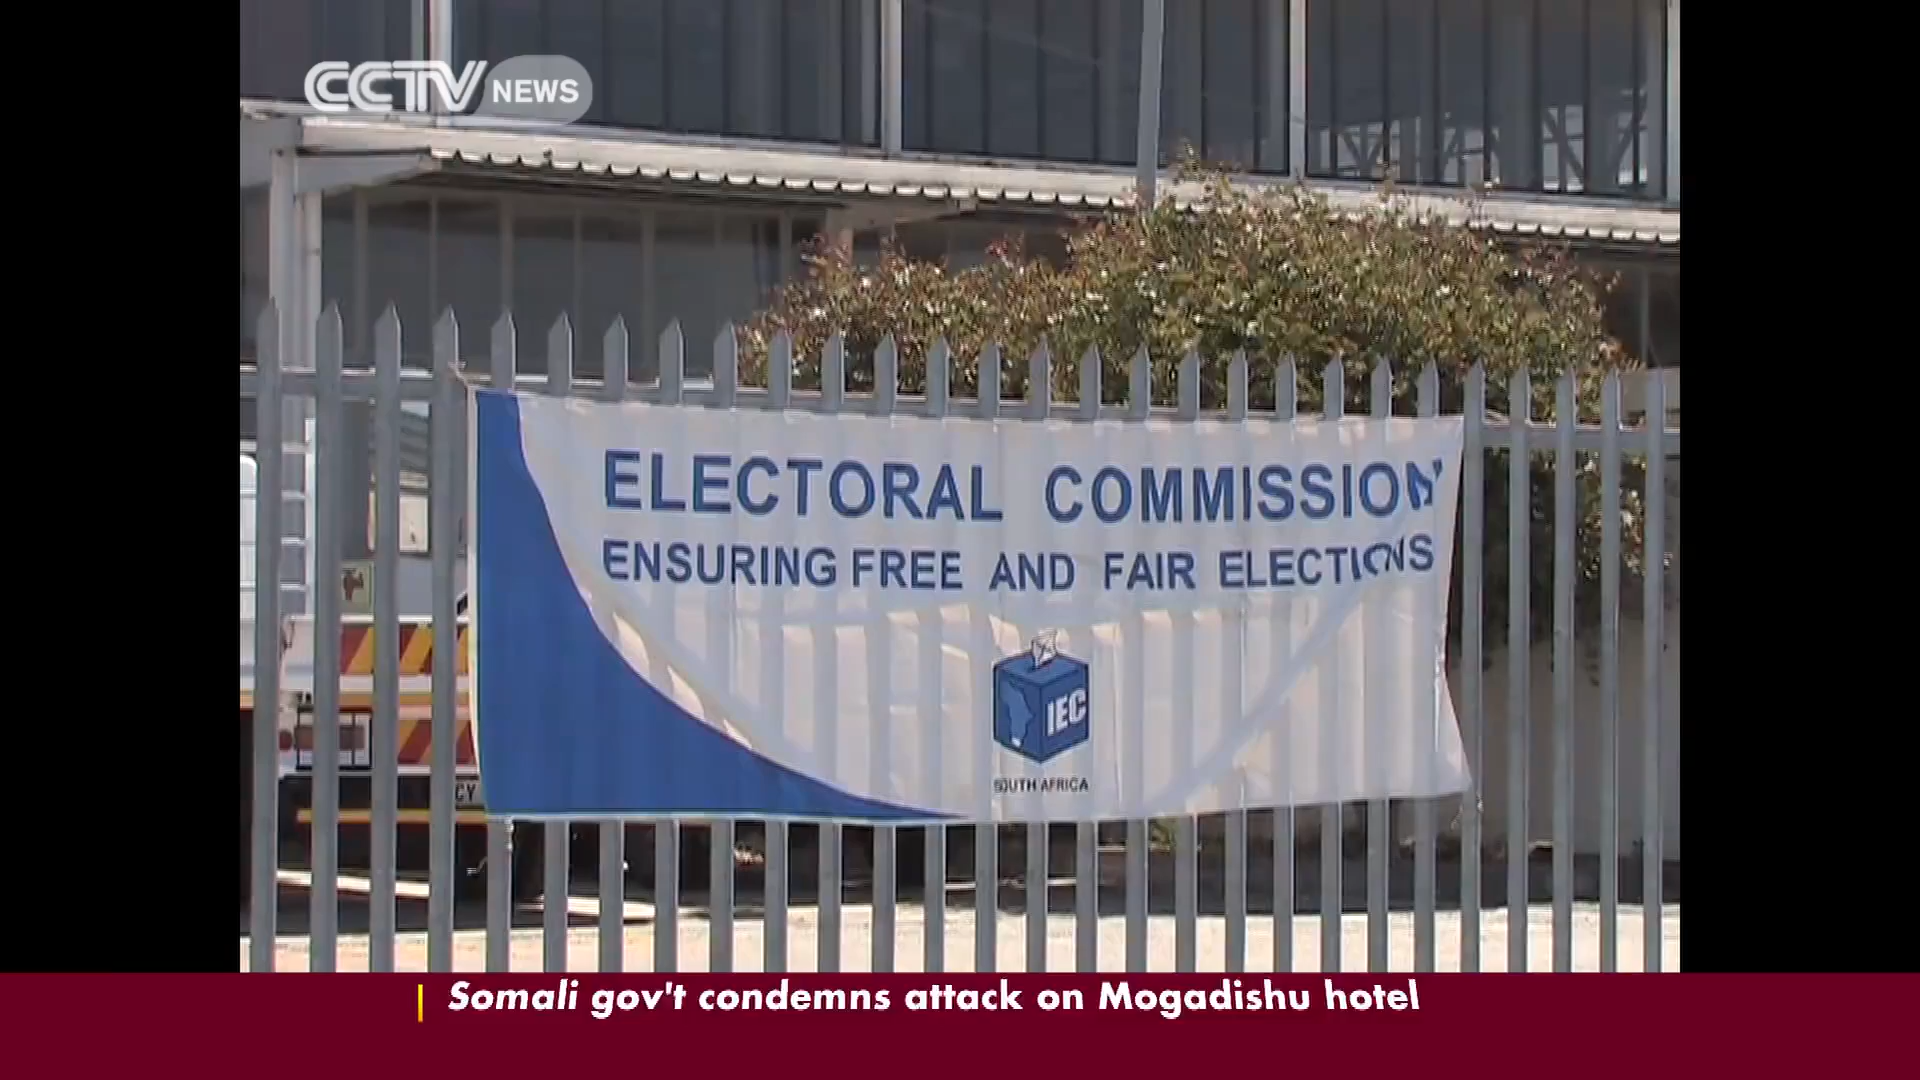 CCTV NEWS
ELECTORAL COMMISSION
ENSURING FREE AND FAIR ELECTIONS
IEC
SOUTH AFRICA
CY
Somali gov't condemns attack on Mogadishu hotel